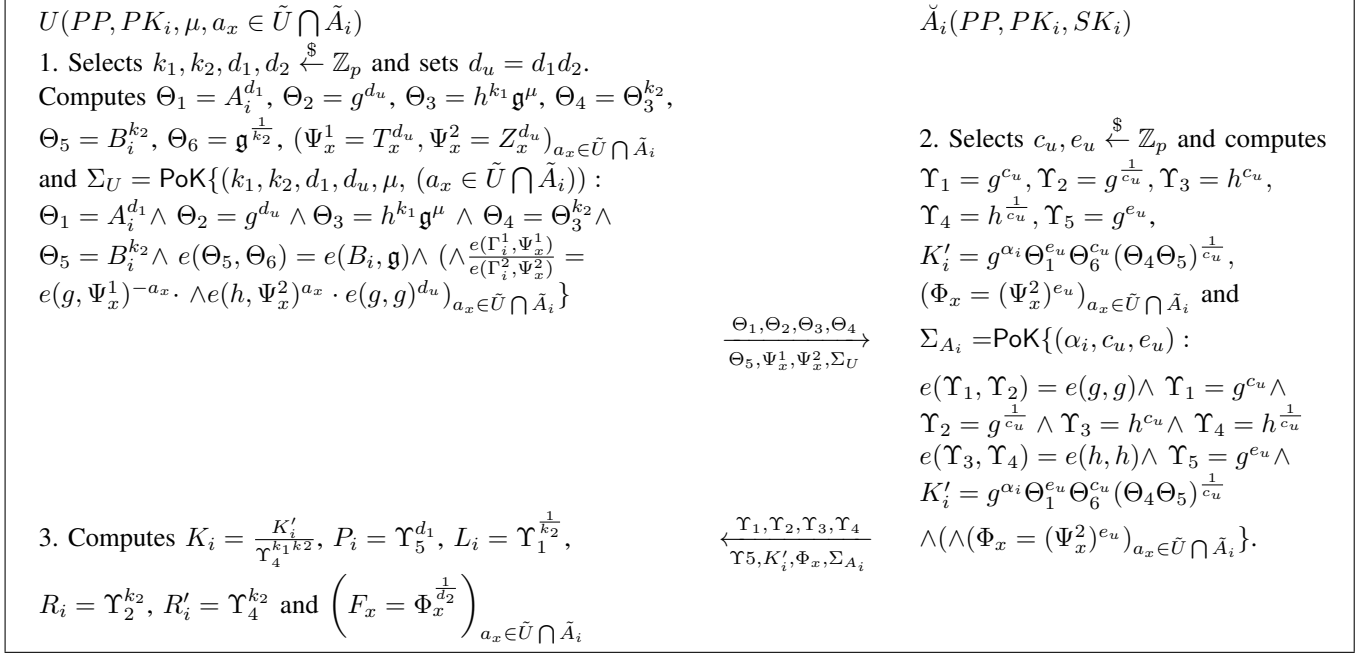 U(PP, PK_i, μ, a_x ∈ Ũ ⋂ Ã_i)
1. Selects k_1, k_2, d_1, d_2 ←$ ℤ_p and sets d_u = d_1d_2.
Computes Θ_1 = A_i^{d_1}, Θ_2 = g^{d_u}, Θ_3 = h^{k_1}𝔤^μ, Θ_4 = Θ_3^{k_2},
Θ_5 = B_i^{k_2}, Θ_6 = 𝔤^{1/k_2}, (Ψ_x^1 = T_x^{d_u}, Ψ_x^2 = Z_x^{d_u})_{a_x∈Ũ⋂Ã_i}
and Σ_U = PoK{(k_1, k_2, d_1, d_u, μ, (a_x ∈ Ũ ⋂ Ã_i)) :
Θ_1 = A_i^{d_1}∧ Θ_2 = g^{d_u} ∧ Θ_3 = h^{k_1}𝔤^μ ∧ Θ_4 = Θ_3^{k_2}∧
Θ_5 = B_i^{k_2}∧ e(Θ_5, Θ_6) = e(B_i, 𝔤)∧ (∧ e(Γ_i^1,Ψ_x^1)/e(Γ_i^2,Ψ_x^2) =
e(g, Ψ_x^1)^{−a_x}· ∧e(h, Ψ_x^2)^{a_x} · e(g, g)^{d_u})_{a_x∈Ũ⋂Ã_i}}
Θ_1,Θ_2,Θ_3,Θ_4
Θ_5,Ψ_x^1,Ψ_x^2,Σ_U
Ă_i(PP, PK_i, SK_i)
2. Selects c_u, e_u ←$ ℤ_p and computes
Υ_1 = g^{c_u}, Υ_2 = g^{1/c_u}, Υ_3 = h^{c_u},
Υ_4 = h^{1/c_u}, Υ_5 = g^{e_u},
K_i′ = g^{α_i}Θ_1^{e_u}Θ_6^{c_u}(Θ_4Θ_5)^{1/c_u},
(Φ_x = (Ψ_x^2)^{e_u})_{a_x∈Ũ⋂Ã_i} and
Σ_{A_i} =PoK{(α_i, c_u, e_u) :
e(Υ_1, Υ_2) = e(g, g)∧ Υ_1 = g^{c_u}∧
Υ_2 = g^{1/c_u} ∧ Υ_3 = h^{c_u}∧ Υ_4 = h^{1/c_u}
e(Υ_3, Υ_4) = e(h, h)∧ Υ_5 = g^{e_u}∧
K_i′ = g^{α_i}Θ_1^{e_u}Θ_6^{c_u}(Θ_4Θ_5)^{1/c_u}
∧(∧(Φ_x = (Ψ_x^2)^{e_u})_{a_x∈Ũ⋂Ã_i}}.
Υ_1,Υ_2,Υ_3,Υ_4
Υ5,K_i′,Φ_x,Σ_{A_i}
3. Computes K_i = K_i′/Υ_4^{k_1k2}, P_i = Υ_5^{d_1}, L_i = Υ_1^{1/k_2},
R_i = Υ_2^{k_2}, R_i′ = Υ_4^{k_2} and (F_x = Φ_x^{1/d_2})_{a_x∈Ũ⋂Ã_i}